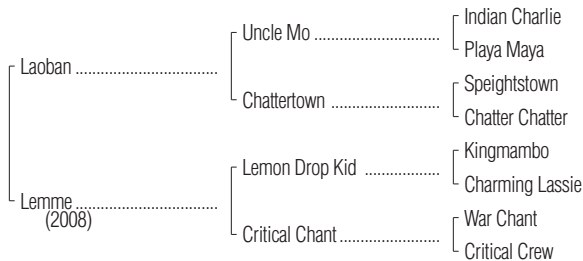 Indian Charlie
Uncle Mo ..........................
Playa Maya
Laoban ..............................
Speightstown
Chattertown ......................
Chatter Chatter
Kingmambo
Lemon Drop Kid ................
Charming Lassie
Lemme ..............................
(2008)
War Chant
Critical Chant ....................
Critical Crew